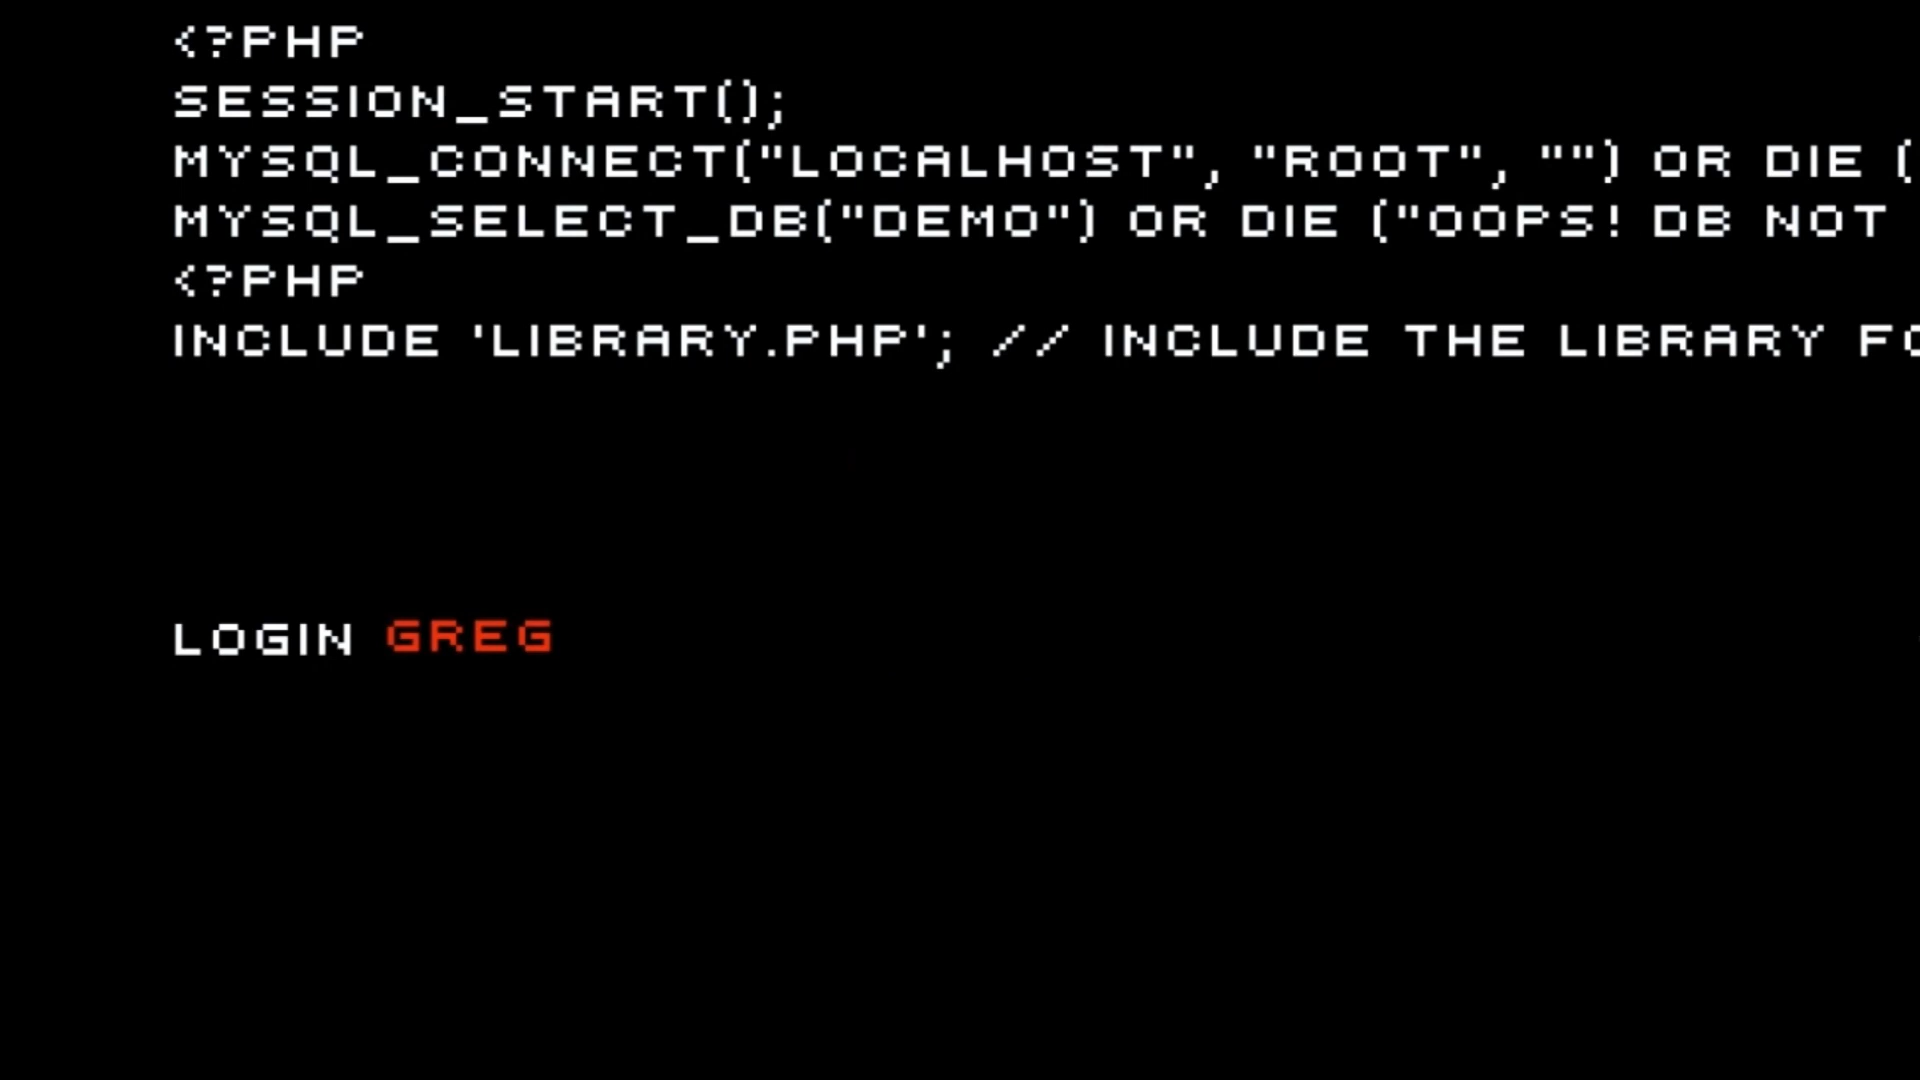 <?PHP
SESSION_START();
MYSQL_CONNECT("LOCALHOST", "ROOT", "") OR DIE (
MYSQL_SELECT_DB("DEMO") OR DIE ("OOPS! DB NOT
<?PHP
INCLUDE 'LIBRARY.PHP'; // INCLUDE THE LIBRARY FO
LOGIN GREG